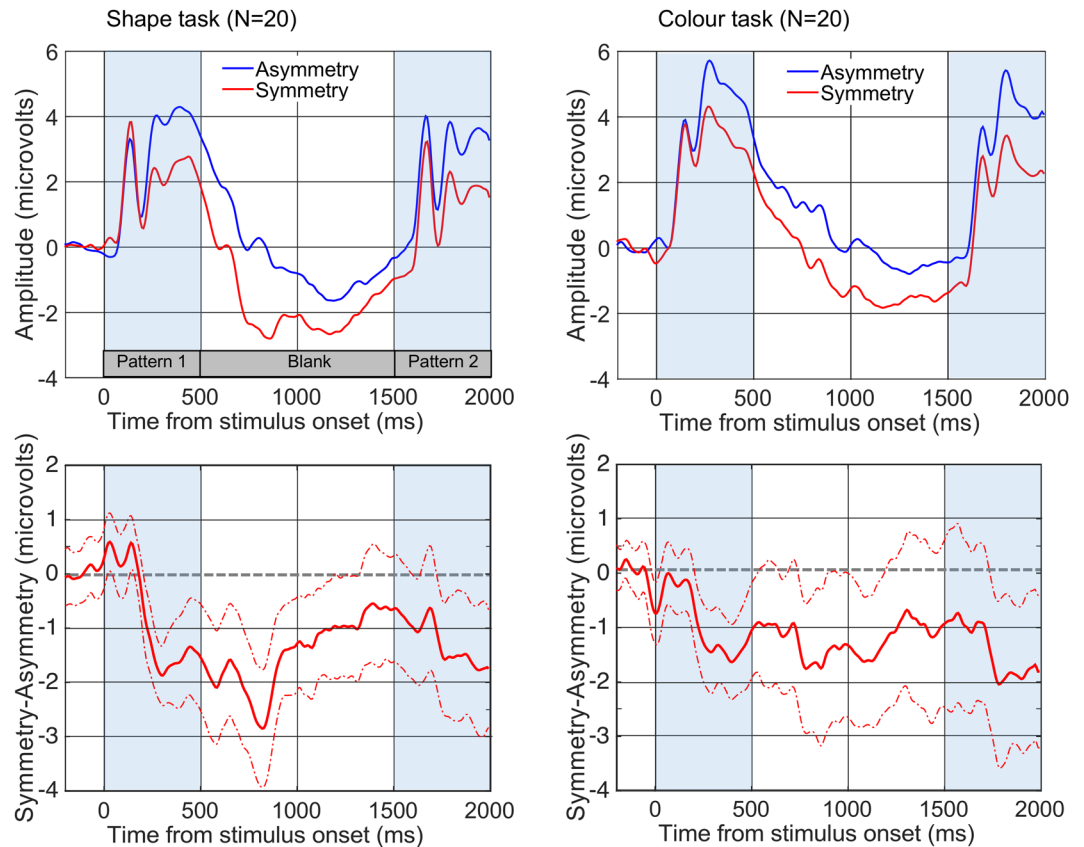 Shape task (N=20)
Colour task (N=20)
Amplitude (microvolts)
6
4
2
0
-2
-4
Asymmetry
Symmetry
Pattern 1
Blank
Pattern 2
0
500
1000
1500
2000
Time from stimulus onset (ms)
Amplitude (microvolts)
6
4
2
0
-2
4
Asymmetry
Symmetry
0
500
1000
1500
2000
Time from stimulus onset (ms)
Symmetry-Asymmetry (microvolts)
2
1
0
-1
-2
-3
-4
0
500
1000
1500
2000
Time from stimulus onset (ms)
Symmetry-Asymmetry (microvolts)
2
1
0
-1
-2
-3
-4
0
500
1000
1500
2000
Time from stimulus onset (ms)